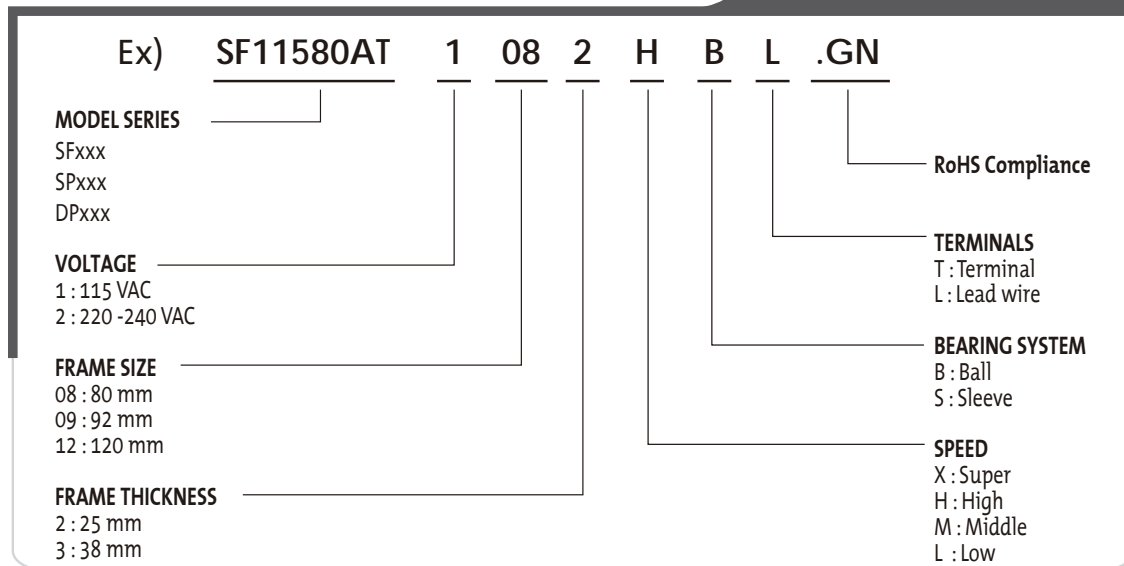 Ex) SF11580AT 1 08 2 H B L .GN
MODEL SERIES
SFxxx
SPxxx
DPxxx
VOLTAGE
1 : 115 VAC
2 : 220 -240 VAC
FRAME SIZE
08 : 80 mm
09 : 92 mm
12 : 120 mm
FRAME THICKNESS
2 : 25 mm
3 : 38 mm
RoHS Compliance
TERMINALS
T : Terminal
L : Lead wire
BEARING SYSTEM
B : Ball
S : Sleeve
SPEED
X : Super
H : High
M : Middle
L : Low